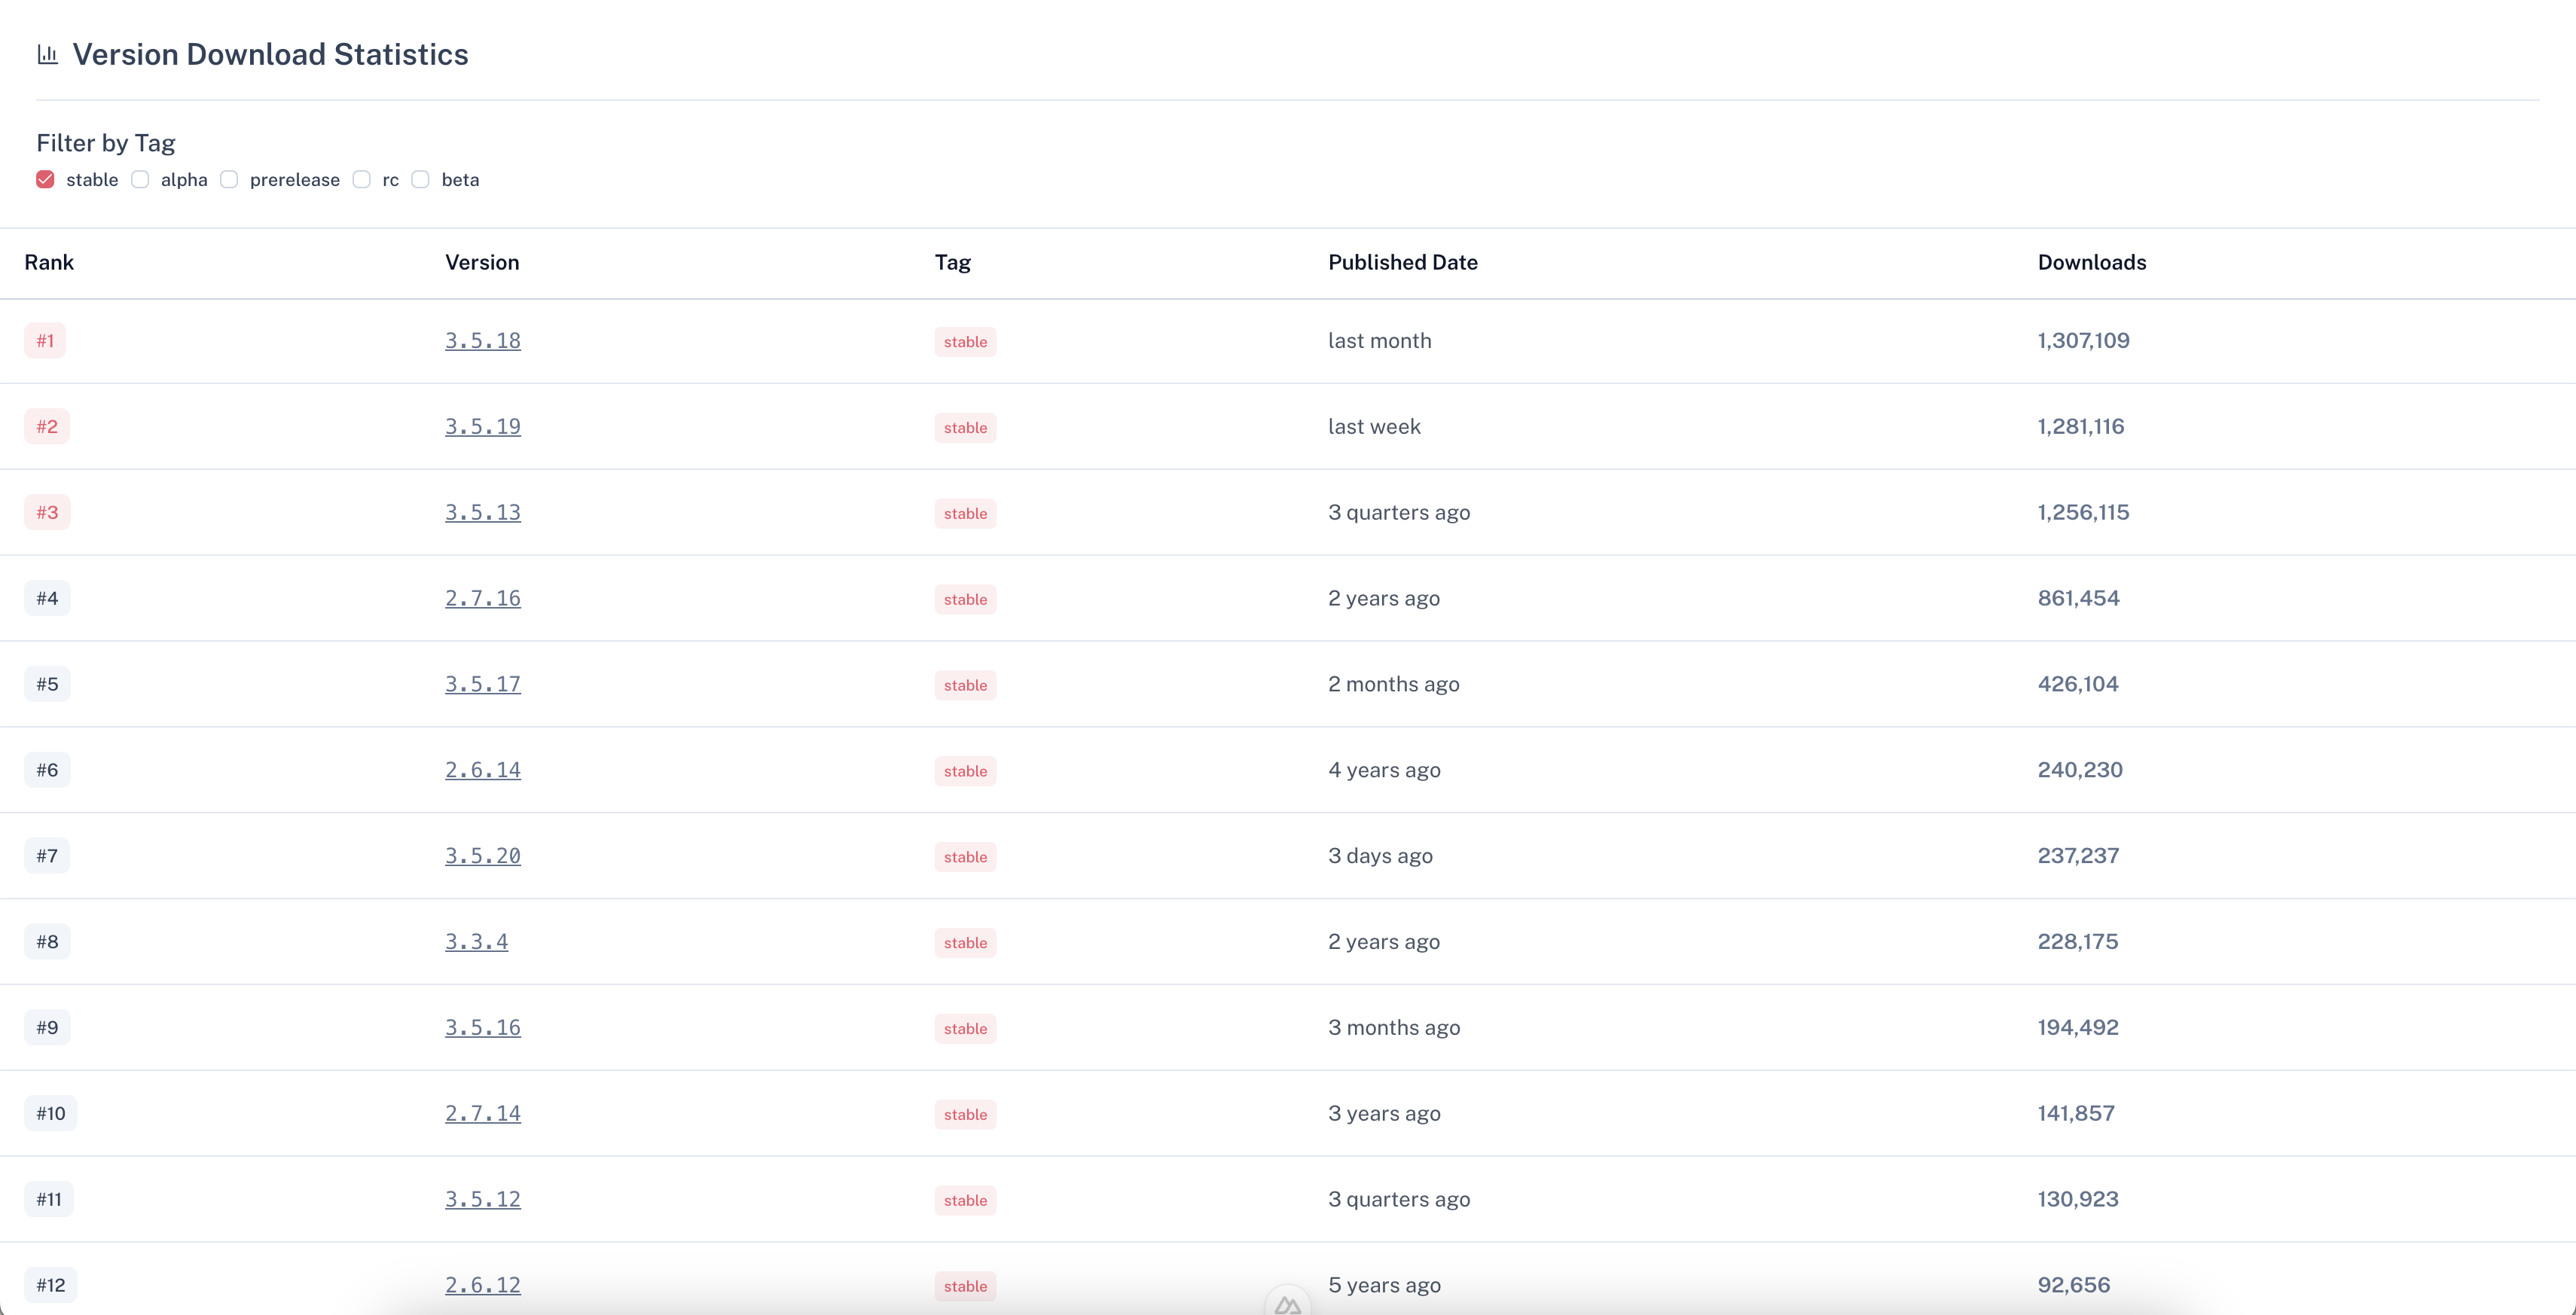 Version Download Statistics
Filter by Tag
stable alpha prerelease rc beta
Rank Version Tag Published Date Downloads
#1 3.5.18 stable last month 1,307,109
#2 3.5.19 stable last week 1,281,116
#3 3.5.13 stable 3 quarters ago 1,256,115
#4 2.7.16 stable 2 years ago 861,454
#5 3.5.17 stable 2 months ago 426,104
#6 2.6.14 stable 4 years ago 240,230
#7 3.5.20 stable 3 days ago 237,237
#8 3.3.4 stable 2 years ago 228,175
#9 3.5.16 stable 3 months ago 194,492
#10 2.7.14 stable 3 years ago 141,857
#11 3.5.12 stable 3 quarters ago 130,923
#12 2.6.12 stable 5 years ago 92,656